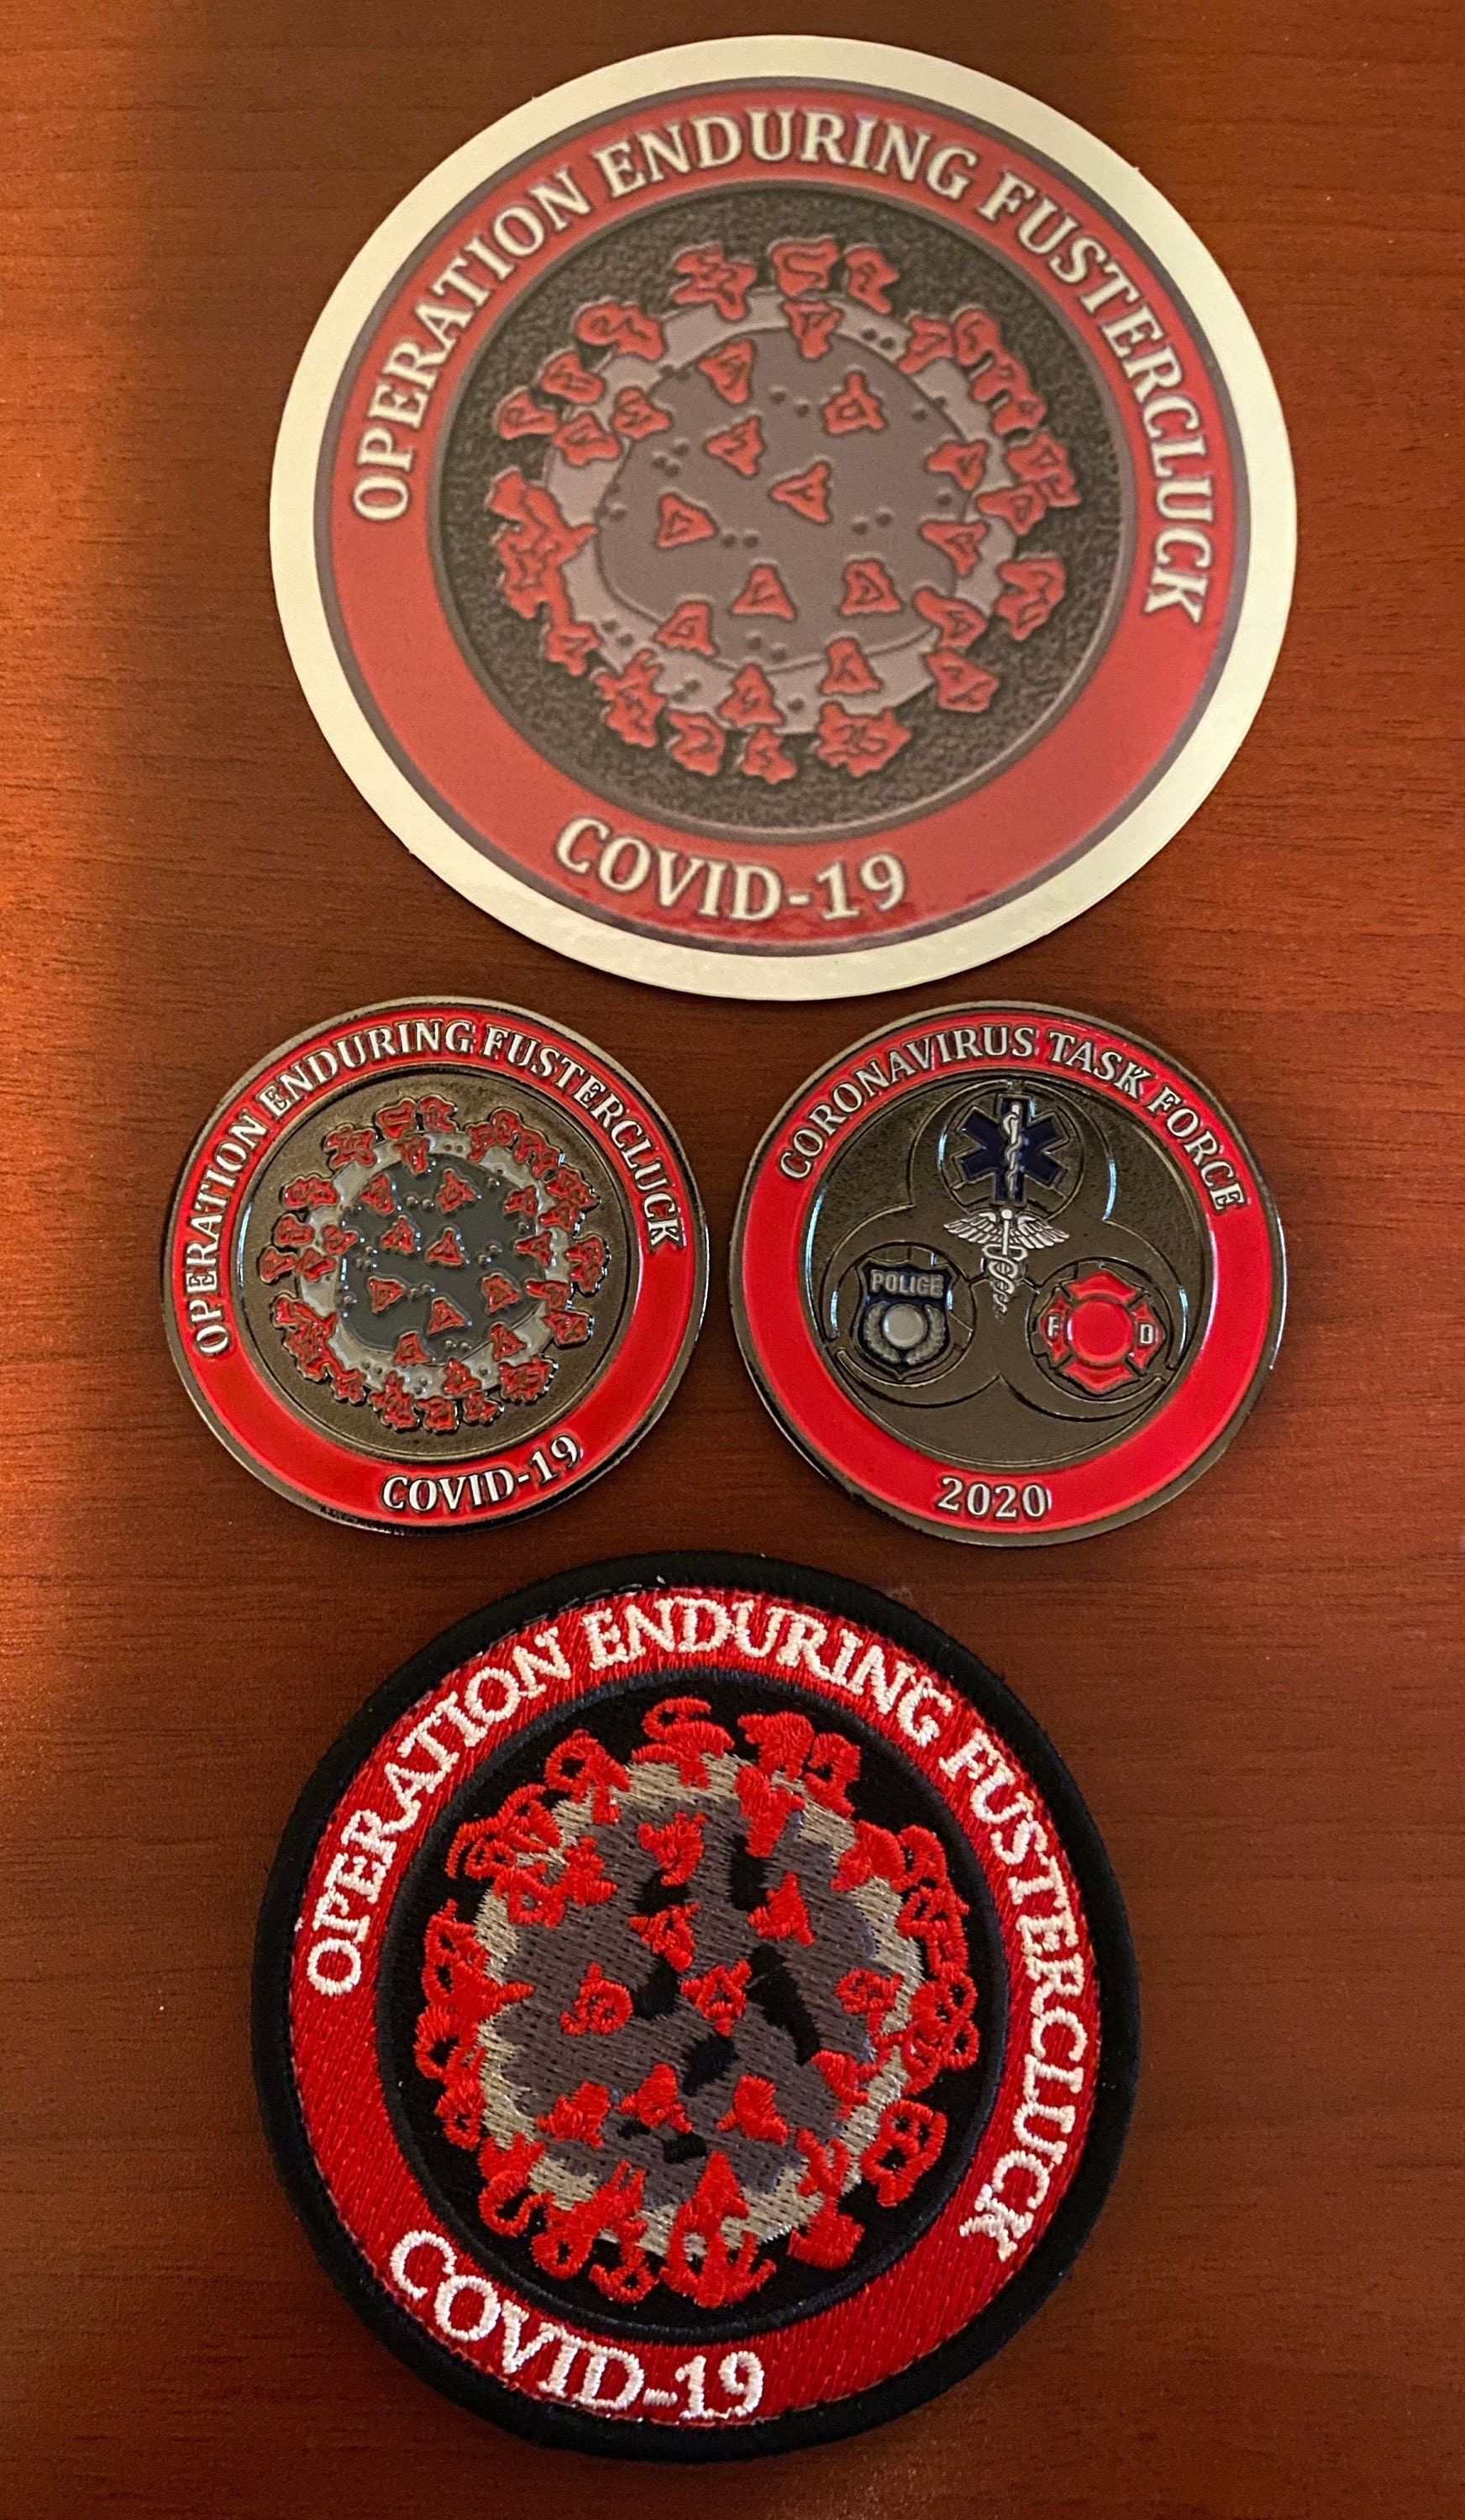 OPERATION ENDURING FUSTERCLUCK
COVID-19
OPERATION ENDURING FUSTERCLUCK
COVID-19
CORONAVIRUS TASK FORCE
POLICE
F D
2020
OPERATION ENDURING FUSTERCLUCK
COVID-19